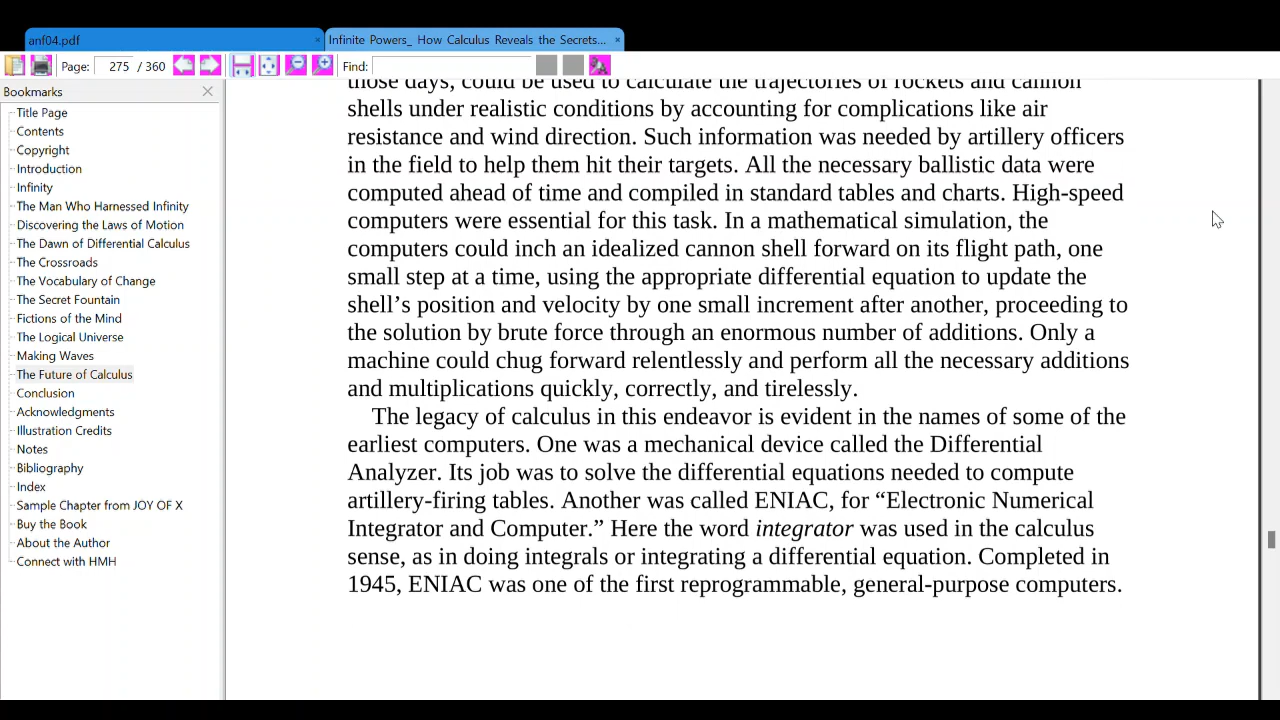 anf04.pdf ×
Infinite Powers_ How Calculus Reveals the Secrets... ×
Page: 275 / 360
Find:
Bookmarks
Title Page
Contents
Copyright
Introduction
Infinity
The Man Who Harnessed Infinity
Discovering the Laws of Motion
The Dawn of Differential Calculus
The Crossroads
The Vocabulary of Change
The Secret Fountain
Fictions of the Mind
The Logical Universe
Making Waves
The Future of Calculus
Conclusion
Acknowledgments
Illustration Credits
Notes
Bibliography
Index
Sample Chapter from JOY OF X
Buy the Book
About the Author
Connect with HMH
those days, could be used to calculate the trajectories of rockets and cannon
shells under realistic conditions by accounting for complications like air
resistance and wind direction. Such information was needed by artillery officers
in the field to help them hit their targets. All the necessary ballistic data were
computed ahead of time and compiled in standard tables and charts. High-speed
computers were essential for this task. In a mathematical simulation, the
computers could inch an idealized cannon shell forward on its flight path, one
small step at a time, using the appropriate differential equation to update the
shell’s position and velocity by one small increment after another, proceeding to
the solution by brute force through an enormous number of additions. Only a
machine could chug forward relentlessly and perform all the necessary additions
and multiplications quickly, correctly, and tirelessly.
The legacy of calculus in this endeavor is evident in the names of some of the
earliest computers. One was a mechanical device called the Differential
Analyzer. Its job was to solve the differential equations needed to compute
artillery-firing tables. Another was called ENIAC, for “Electronic Numerical
Integrator and Computer.” Here the word integrator was used in the calculus
sense, as in doing integrals or integrating a differential equation. Completed in
1945, ENIAC was one of the first reprogrammable, general-purpose computers.